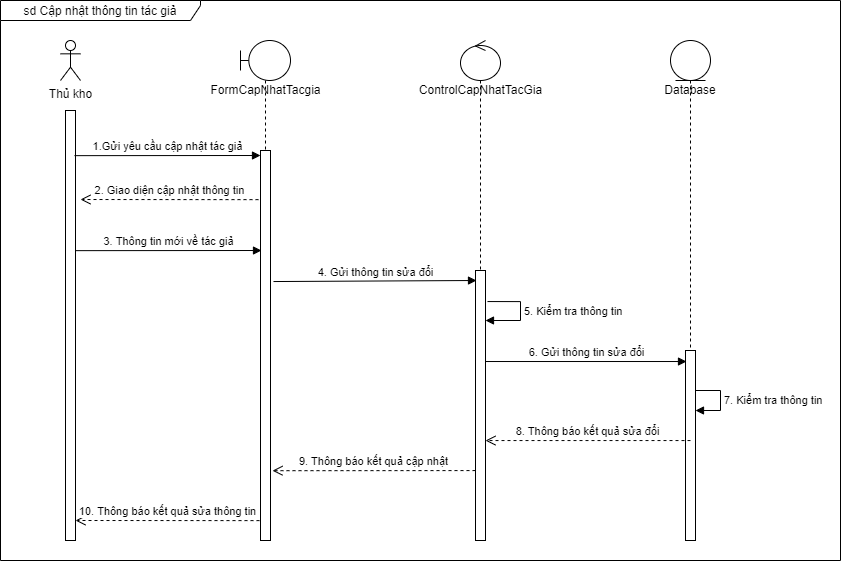 sd Cập nhật thông tin tác giả
Thủ kho
FormCapNhatTacgia
ControlCapNhatTacGia
Database
1.Gửi yêu cầu cập nhật tác giả
2. Giao diện cập nhật thông tin
3. Thông tin mới về tác giả
4. Gửi thông tin sửa đổi
5. Kiểm tra thông tin
6. Gửi thông tin sửa đổi
7. Kiểm tra thông tin
8. Thông báo kết quả sửa đổi
9. Thông báo kết quả cập nhật
10. Thông báo kết quả sửa thông tin